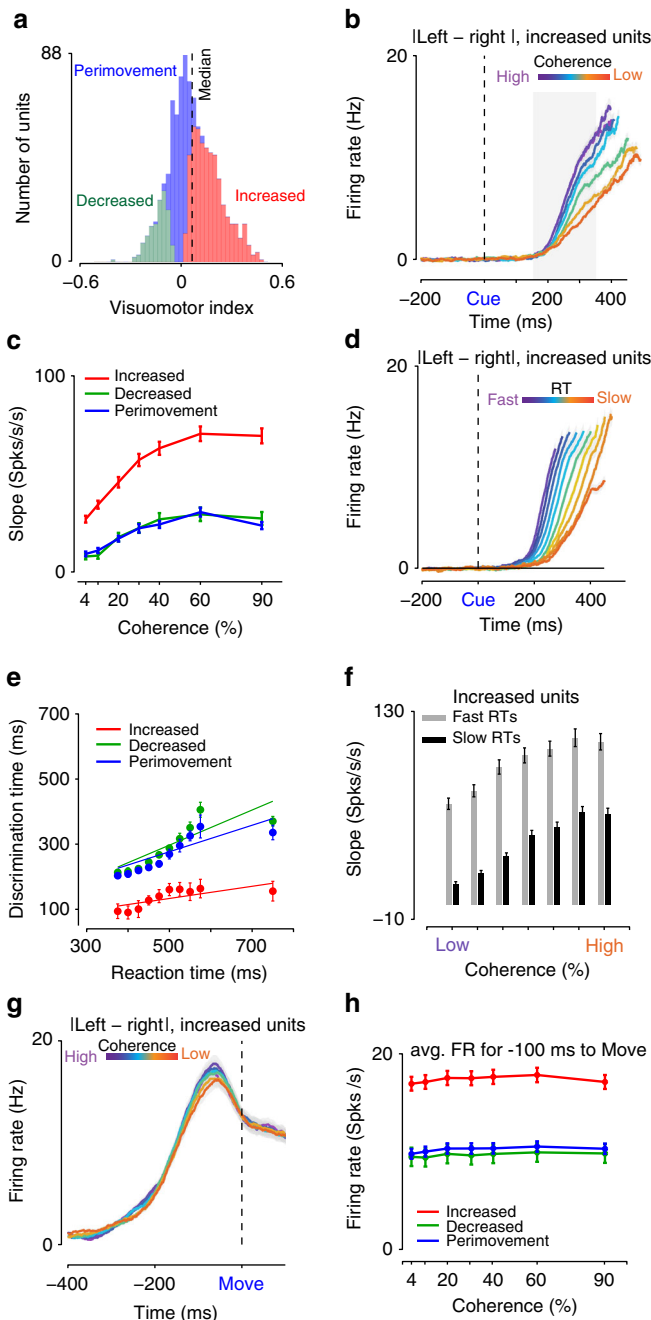 a
88
Perimovement
Median
Number of units
Decreased
Increased
0
−0.6
0
0.6
Visuomotor index
b
|Left − right |, increased units
20
Coherence
High
Low
Firing rate (Hz)
0
−200
Cue
200
400
Time (ms)
c
100
Increased
Decreased
Perimovement
Slope (Spks/s/s)
0
4
20
40
60
90
Coherence (%)
d
|Left − right|, increased units
20
RT
Fast
Slow
Firing rate (Hz)
0
−200
Cue
200
400
Time (ms)
e
700
Increased
Decreased
Perimovement
500
Discrimination time (ms)
300
100
300
500
700
Reaction time (ms)
f
Increased units
130
Fast RTs
Slow RTs
Slope (Spks/s/s)
−10
Low
High
Coherence (%)
g
|Left − right|, increased units
20
Coherence
High
Low
Firing rate (Hz)
0
−400
−200
Move
Time (ms)
h
avg. FR for -100 ms to Move
20
Firing rate (Spks /s)
Increased
Decreased
Perimovement
0
4
20
40
60
90
Coherence (%)